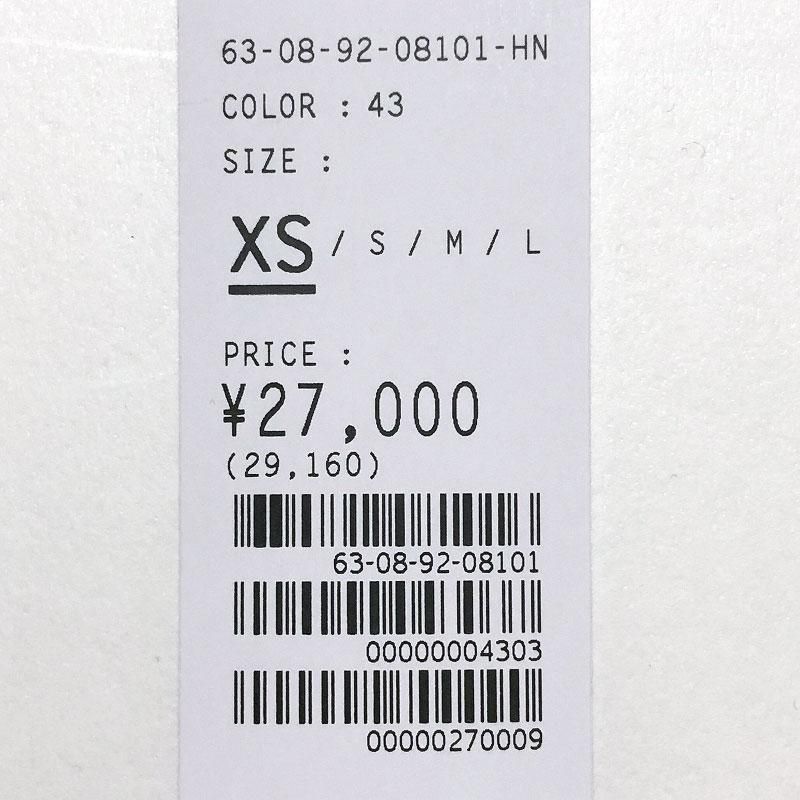 63-08-92-08101-HN
COLOR : 43
SIZE :
XS / S / M / L
PRICE :
¥27,000
(29,160)
63-08-92-08101
00000004303
00000270009